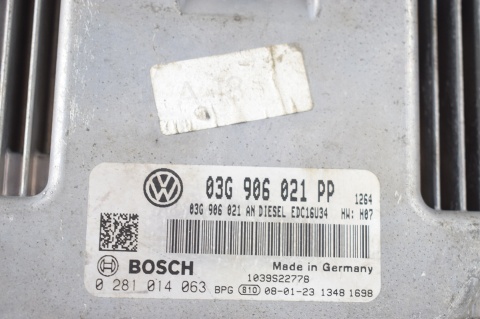 03G 906 021 PP 1264
03G 906 021 AN DIESEL EDC16U34 HW: H07
BOSCH
Made in Germany
1039S22778
0 281 014 063 BPG 810 08-01-23 1348 1698